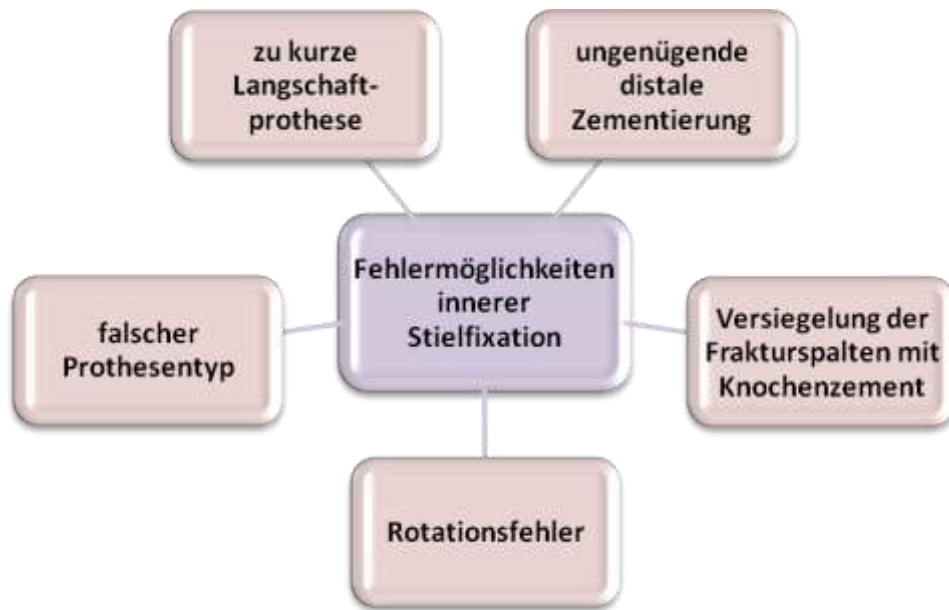 zu kurze
Langschaft-
prothese
ungenügende
distale
Zementierung
Fehlermöglichkeiten
innerer
Stielfixation
falscher
Prothesentyp
Versiegelung der
Frakturspalten mit
Knochenzement
Rotationsfehler